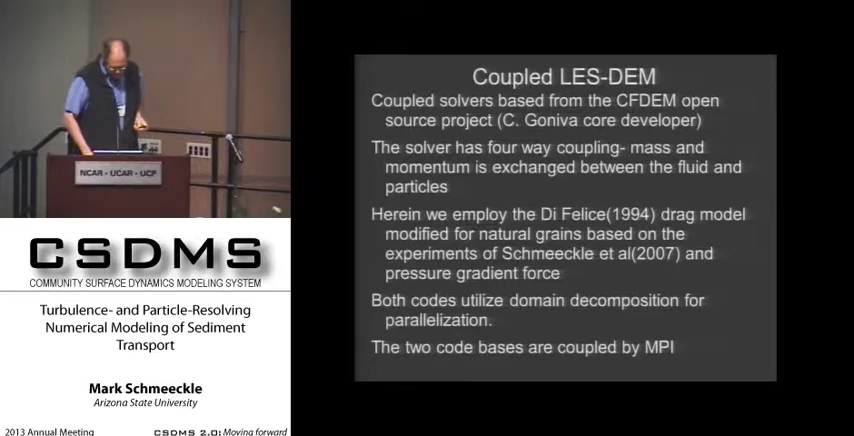 NCAR - UCAR - UCP
CSDMS
COMMUNITY SURFACE DYNAMICS MODELING SYSTEM
Turbulence- and Particle-Resolving
Numerical Modeling of Sediment
Transport
Mark Schmeeckle
Arizona State University
2013 Annual Meeting
CSDMS 2.0: Moving forward
Coupled LES-DEM
Coupled solvers based from the CFDEM open
source project (C. Goniva core developer)
The solver has four way coupling- mass and
momentum is exchanged between the fluid and
particles
Herein we employ the Di Felice(1994) drag model
modified for natural grains based on the
experiments of Schmeeckle et al(2007) and
pressure gradient force
Both codes utilize domain decomposition for
parallelization.
The two code bases are coupled by MPI